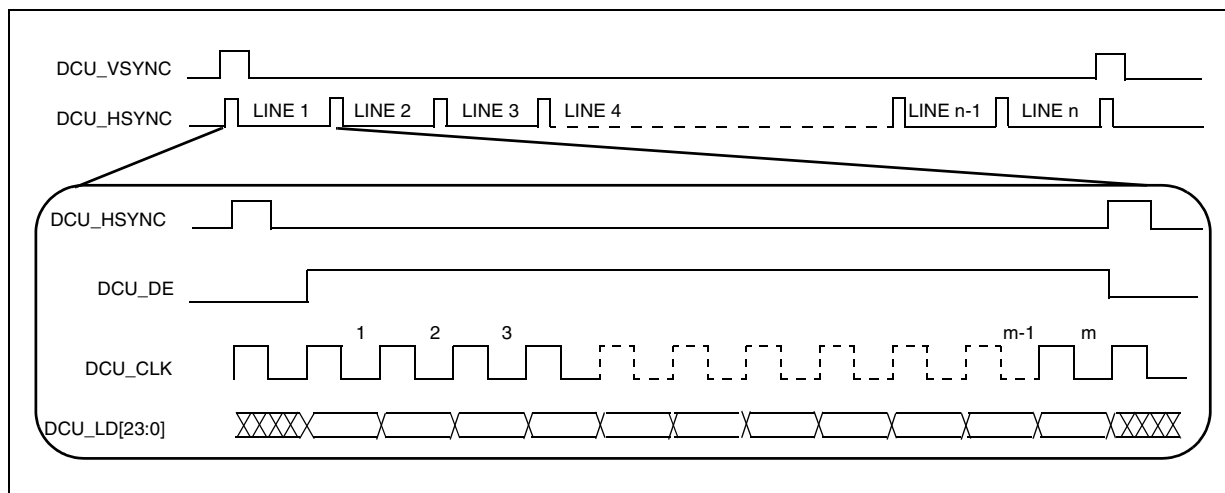 DCU_VSYNC
DCU_HSYNC LINE 1 LINE 2 LINE 3 LINE 4 LINE n-1 LINE n
DCU_HSYNC
DCU_DE
1 2 3 m-1 m
DCU_CLK
DCU_LD[23:0]